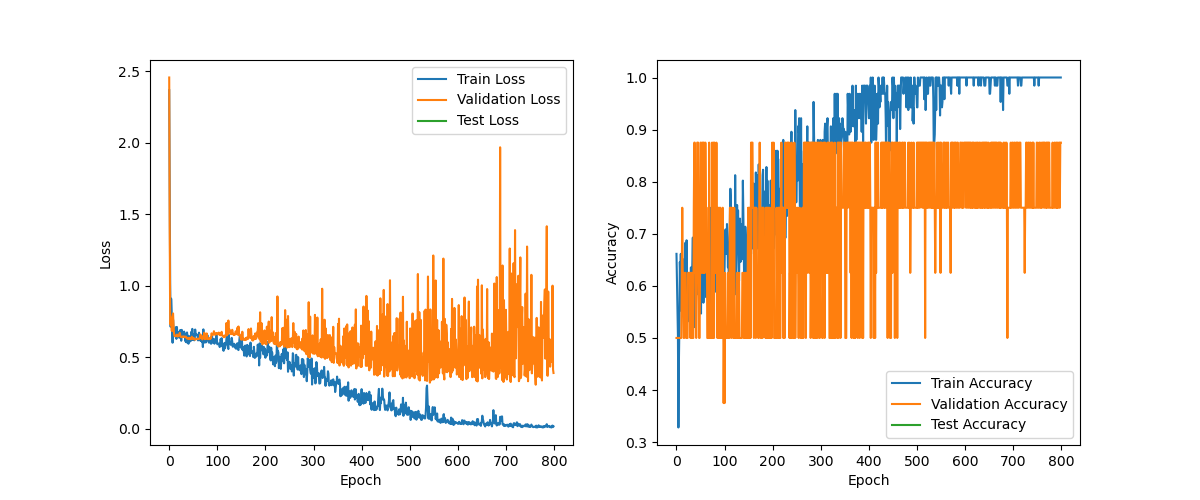 2.5
2.0
1.5
1.0
0.5
0.0
Loss
0 100 200 300 400 500 600 700 800
Epoch
Train Loss
Validation Loss
Test Loss
1.0
0.9
0.8
0.7
0.6
0.5
0.4
0.3
Accuracy
0 100 200 300 400 500 600 700 800
Epoch
Train Accuracy
Validation Accuracy
Test Accuracy